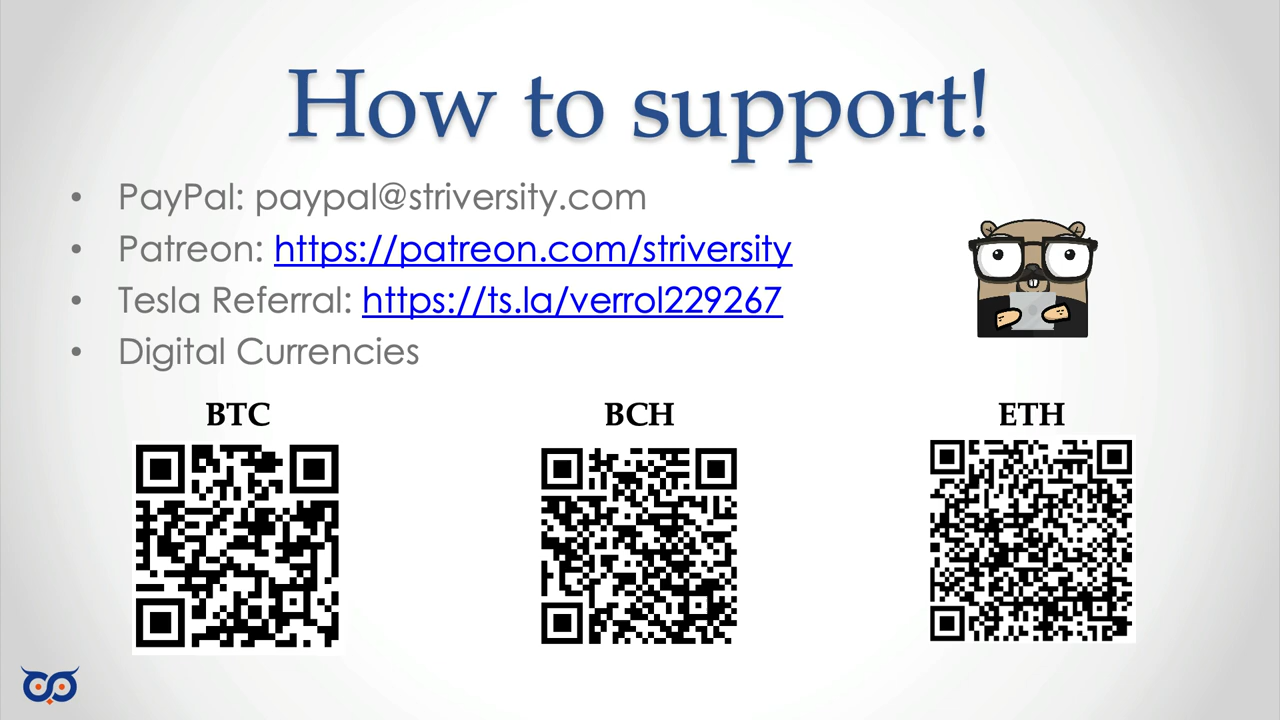 How to support!
• PayPal: paypal@striversity.com
• Patreon: https://patreon.com/striversity
• Tesla Referral: https://ts.la/verrol229267
• Digital Currencies
BTC BCH ETH